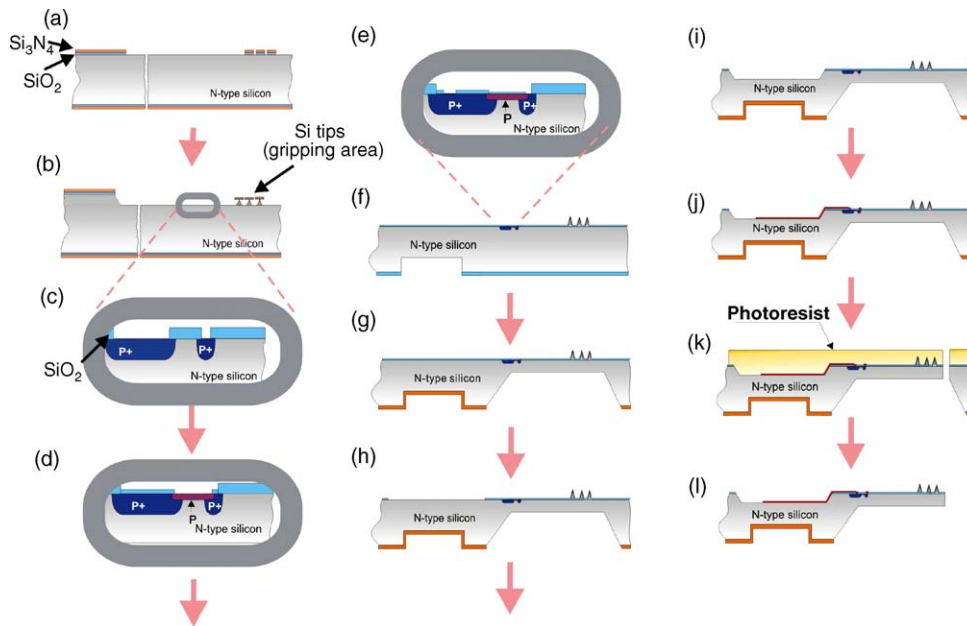 (a)
Si₃N₄
SiO₂
N-type silicon
Si tips
(gripping area)
(b)
N-type silicon
(c)
P+
P+
SiO₂
N-type silicon
(d)
P+
P+
P
N-type silicon
(e)
P+
P+
P
N-type silicon
(f)
N-type silicon
(g)
N-type silicon
(h)
N-type silicon
(i)
N-type silicon
(j)
N-type silicon
Photoresist
(k)
N-type silicon
(l)
N-type silicon